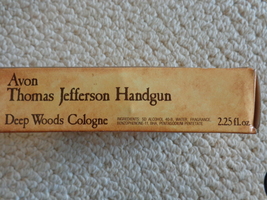 Avon
Thomas Jefferson Handgun
Deep Woods Cologne
2.25 fl. oz.